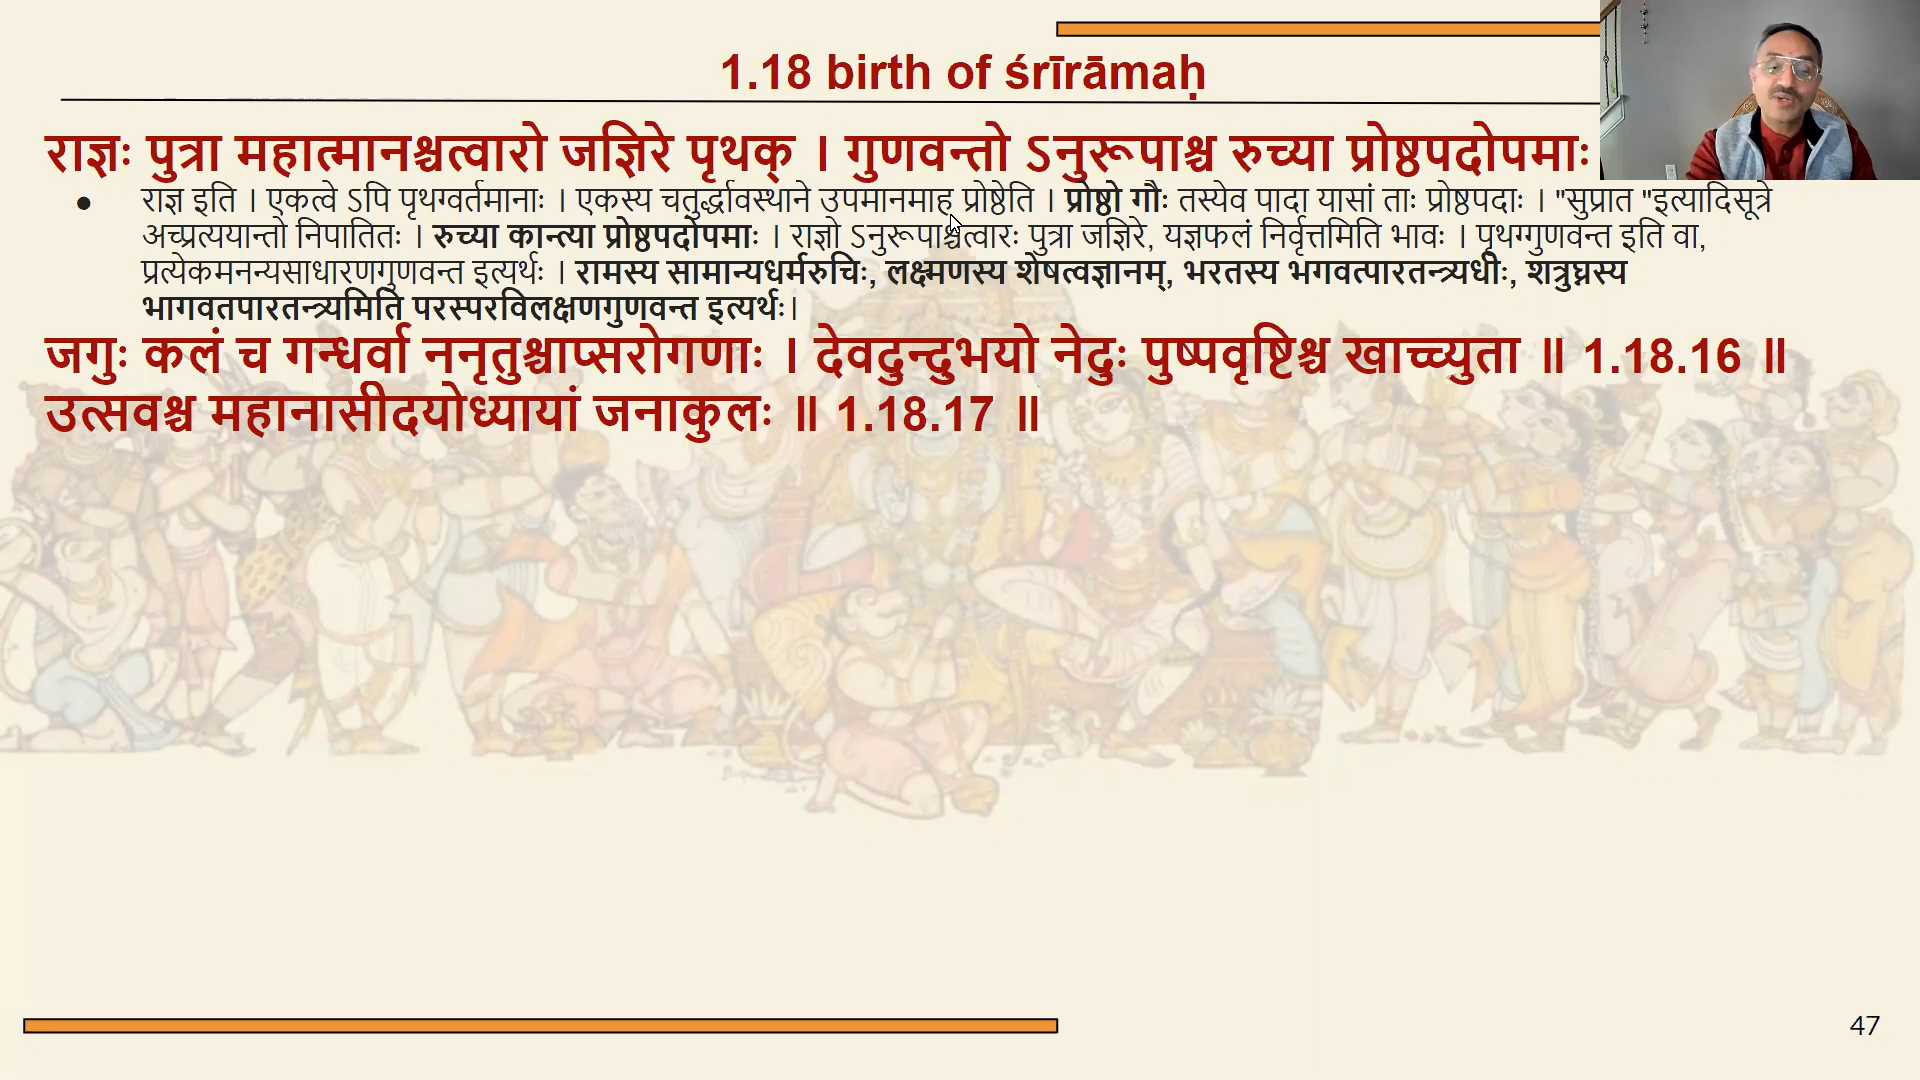 1.18 birth of śrīrāmaḥ
राज्ञः पुत्रा महात्मानश्चत्वारो जज्ञिरे पृथक् । गुणवन्तो ऽनुरूपाश्च रुच्या प्रोष्ठपदोपमाः
● राज्ञ इति । एकत्वे ऽपि पृथग्वर्तमानाः । एकस्य चतुर्द्धावस्थाने उपमानमाह प्रोष्ठेति । प्रोष्ठो गौः तस्येव पादा यासां ताः प्रोष्ठपदाः । "सुप्रात "इत्यादिसूत्रे
अच्प्रत्ययान्तो निपातितः । रुच्या कान्त्या प्रोष्ठपदोपमाः । राज्ञो ऽनुरूपाश्चत्वारः पुत्रा जज्ञिरे, यज्ञफलं निर्वृत्तमिति भावः । पृथग्गुणवन्त इति वा,
प्रत्येकमनन्यसाधारणगुणवन्त इत्यर्थः । रामस्य सामान्यधर्मरुचिः, लक्ष्मणस्य शेषत्वज्ञानम्, भरतस्य भगवत्पारतन्त्र्यधीः, शत्रुघ्नस्य
भागवतपारतन्त्र्यमिति परस्परविलक्षणगुणवन्त इत्यर्थः।
जगुः कलं च गन्धर्वा ननृतुश्चाप्सरोगणाः । देवदुन्दुभयो नेदुः पुष्पवृष्टिश्च खाच्च्युता ॥ 1.18.16 ॥
उत्सवश्च महानासीदयोध्यायां जनाकुलः ॥ 1.18.17 ॥
47